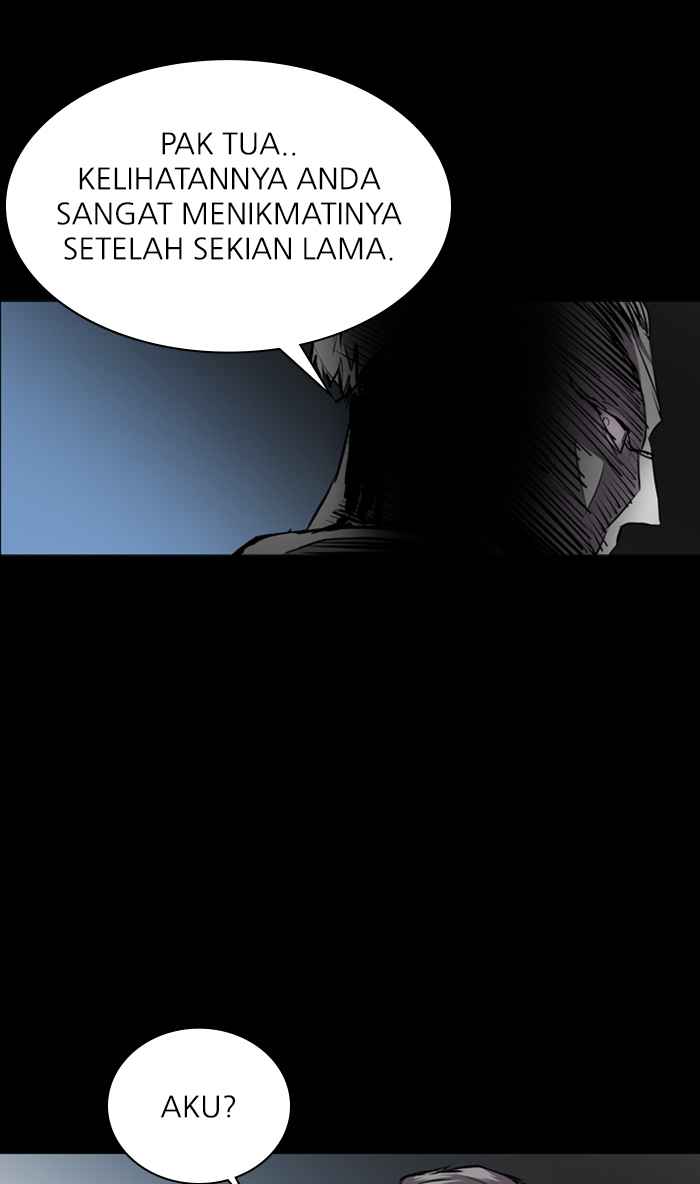 PAK TUA..
KELIHATANNYA ANDA
SANGAT MENIKMATINYA
SETELAH SEKIAN LAMA.
AKU?